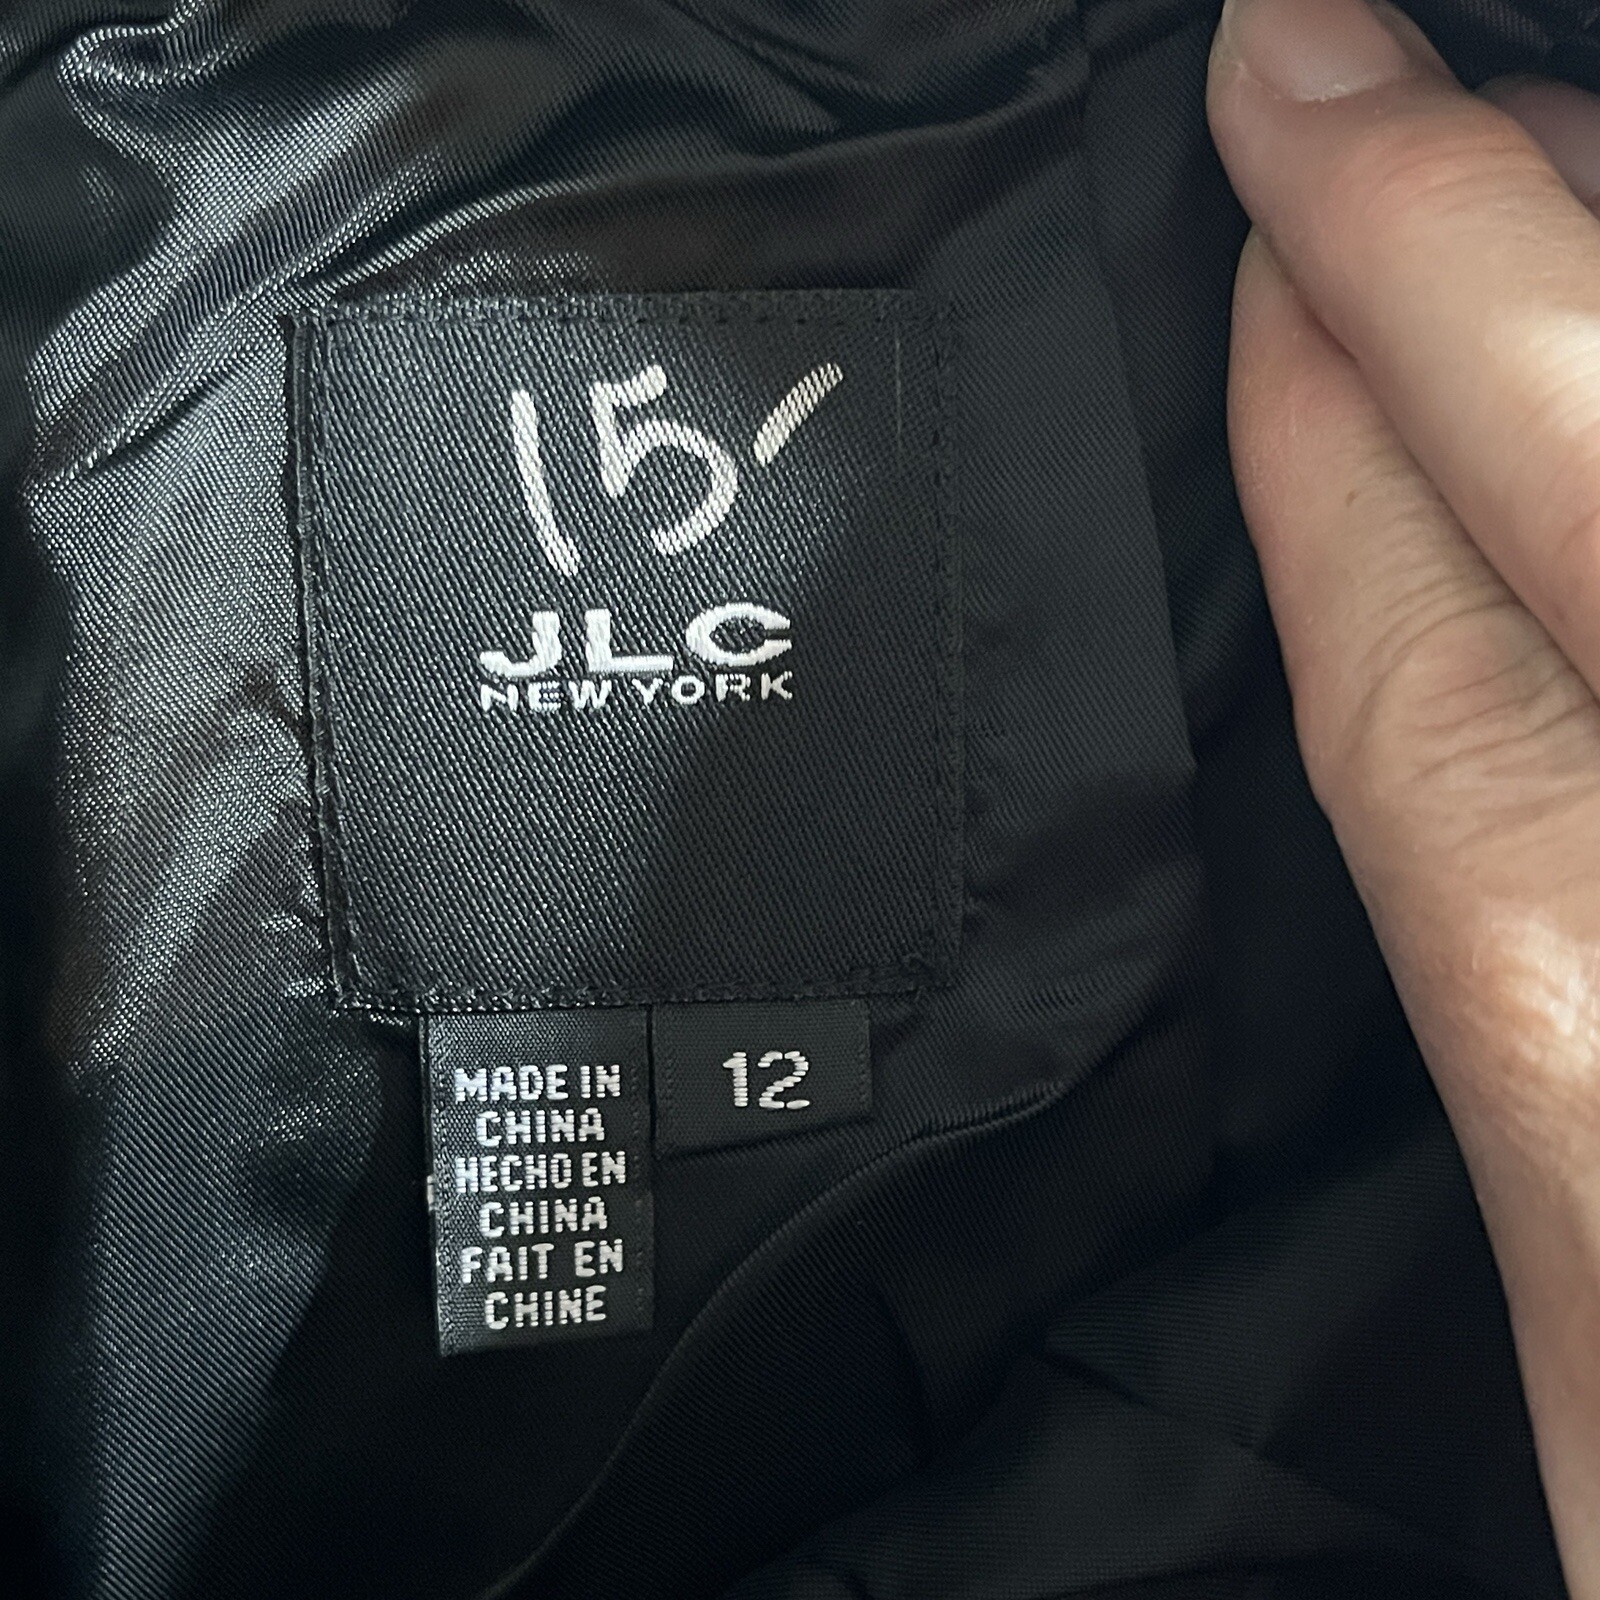 15'
JLC
NEW YORK
MADE IN
CHINA
HECHO EN
CHINA
FAIT EN
CHINE
12